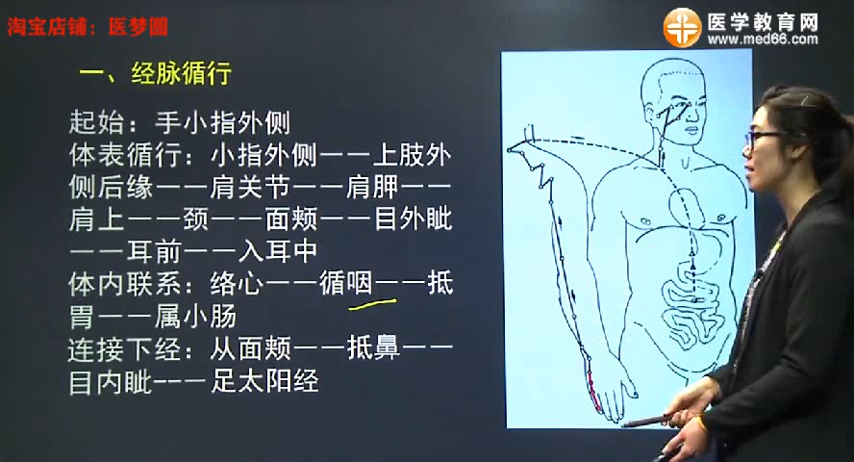 淘宝店铺：医梦圆
医学教育网
www.med66.com
一、经脉循行
起始：手小指外侧
体表循行：小指外侧——上肢外
侧后缘——肩关节——肩胛——
肩上——颈——面颊——目外眦
——耳前——入耳中
体内联系：络心——循咽——抵
胃——属小肠
连接下经：从面颊——抵鼻——
目内眦--—足太阳经